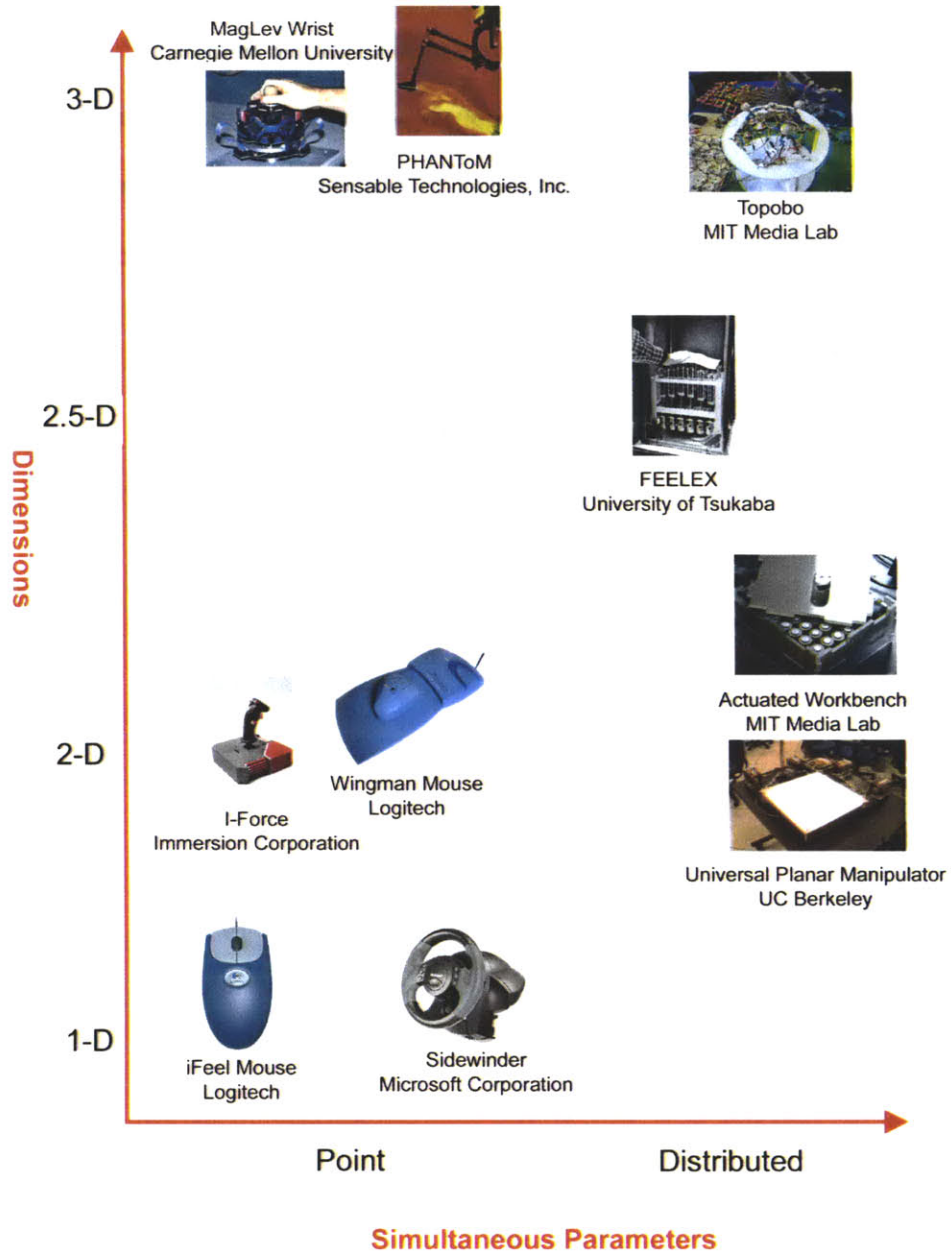 MagLev Wrist
Carnegie Mellon University
3-D
PHANToM
Sensable Technologies, Inc.
Topobo
MIT Media Lab
2.5-D
FEELEX
University of Tsukaba
Dimensions
Actuated Workbench
MIT Media Lab
2-D
Wingman Mouse
Logitech
I-Force
Immersion Corporation
Universal Planar Manipulator
UC Berkeley
1-D
iFeel Mouse
Logitech
Sidewinder
Microsoft Corporation
Point
Distributed
Simultaneous Parameters